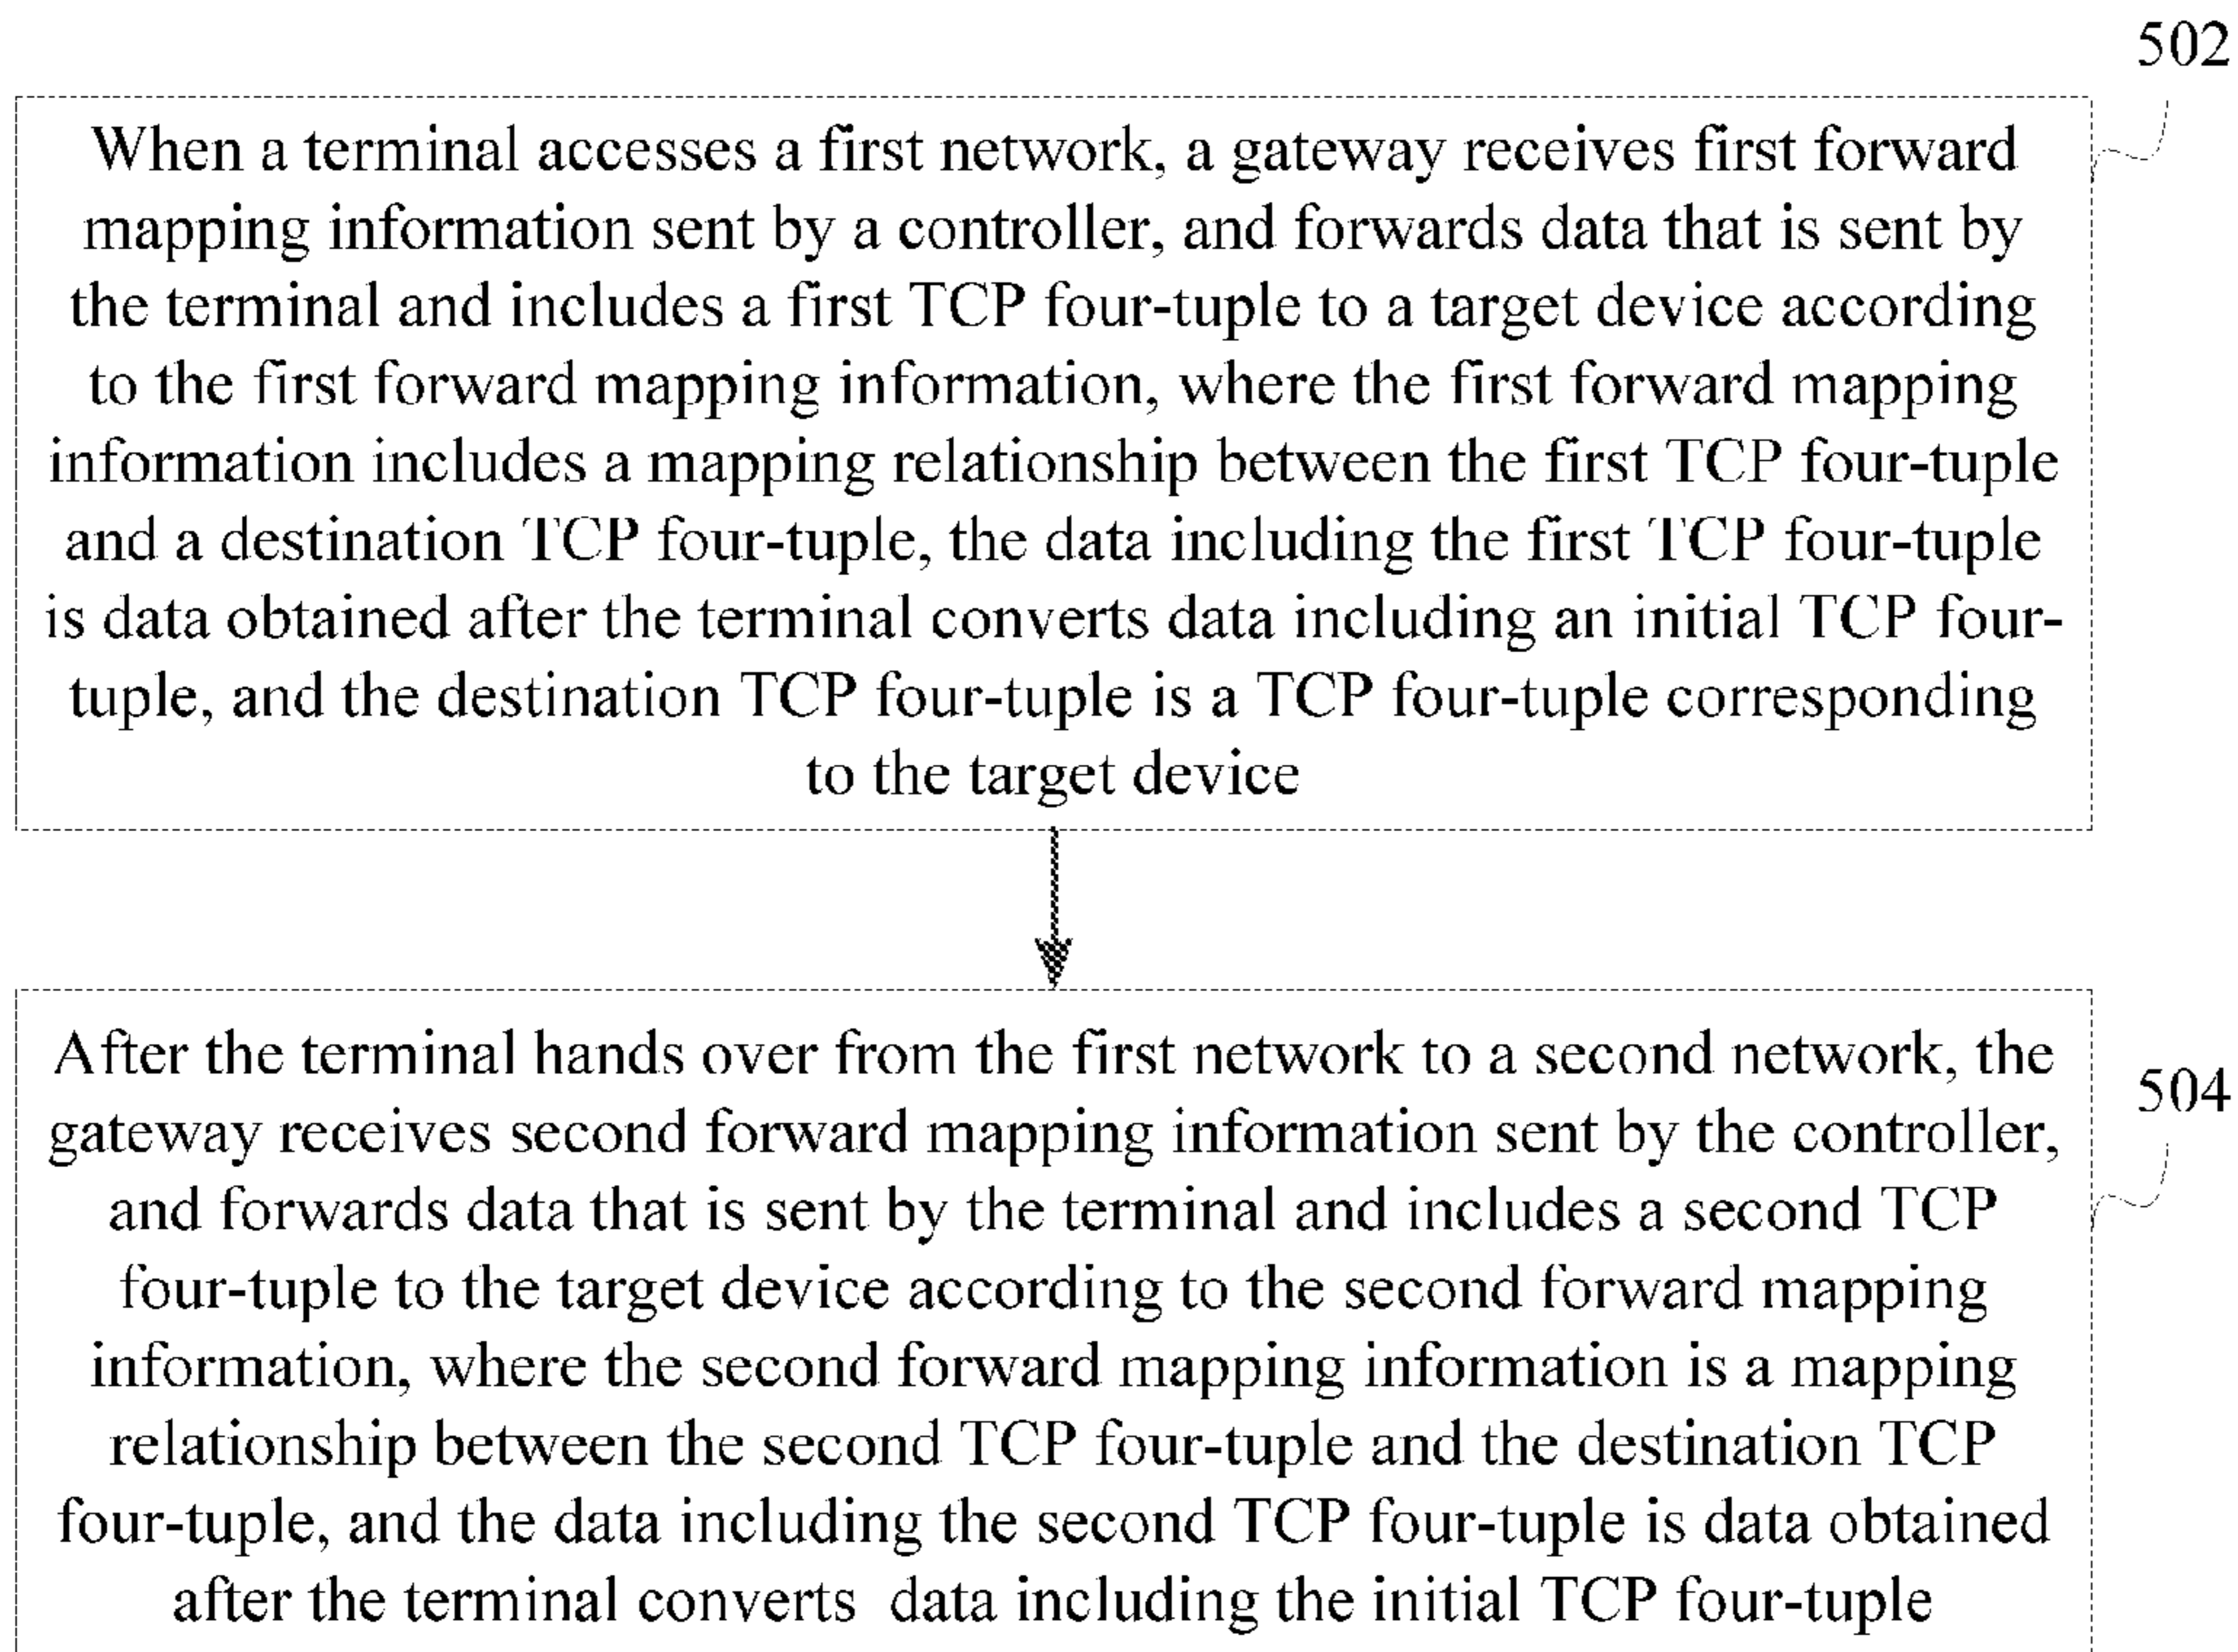 502
When a terminal accesses a first network, a gateway receives first forward
mapping information sent by a controller, and forwards data that is sent by
the terminal and includes a first TCP four-tuple to a target device according
to the first forward mapping information, where the first forward mapping
information includes a mapping relationship between the first TCP four-tuple
and a destination TCP four-tuple, the data including the first TCP four-tuple
is data obtained after the terminal converts data including an initial TCP four-
tuple, and the destination TCP four-tuple is a TCP four-tuple corresponding
to the target device
504
After the terminal hands over from the first network to a second network, the
gateway receives second forward mapping information sent by the controller,
and forwards data that is sent by the terminal and includes a second TCP
four-tuple to the target device according to the second forward mapping
information, where the second forward mapping information is a mapping
relationship between the second TCP four-tuple and the destination TCP
four-tuple, and the data including the second TCP four-tuple is data obtained
after the terminal converts data including the initial TCP four-tuple